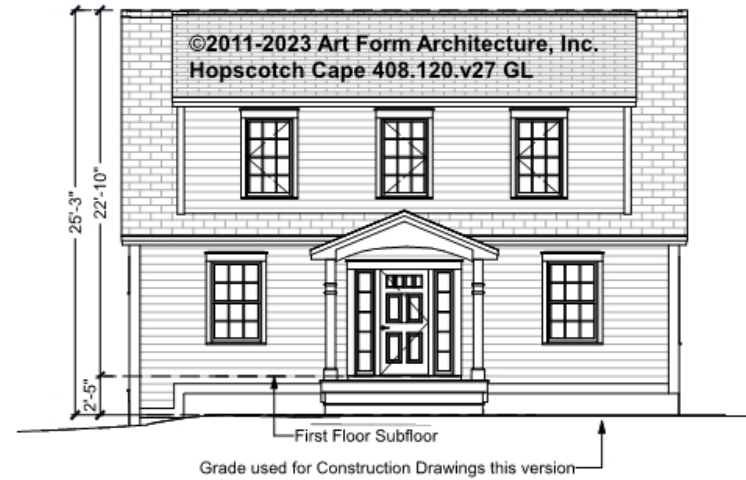 ©2011-2023 Art Form Architecture, Inc.
Hopscotch Cape 408.120.v27 GL
25'-3"
22'-10"
2'-5"
First Floor Subfloor
Grade used for Construction Drawings this version